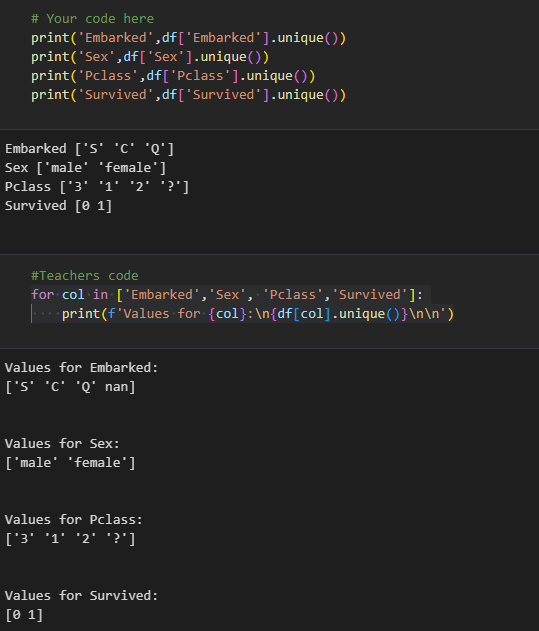 # Your code here
print('Embarked',df['Embarked'].unique())
print('Sex',df['Sex'].unique())
print('Pclass',df['Pclass'].unique())
print('Survived',df['Survived'].unique())
Embarked ['S' 'C' 'Q']
Sex ['male' 'female']
Pclass ['3' '1' '2' '?']
Survived [0 1]
#Teachers code
for col in ['Embarked','Sex', 'Pclass','Survived']:
    print(f'Values for {col}:\n{df[col].unique()}\n\n')
Values for Embarked:
['S' 'C' 'Q' nan]
Values for Sex:
['male' 'female']
Values for Pclass:
['3' '1' '2' '?']
Values for Survived:
[0 1]